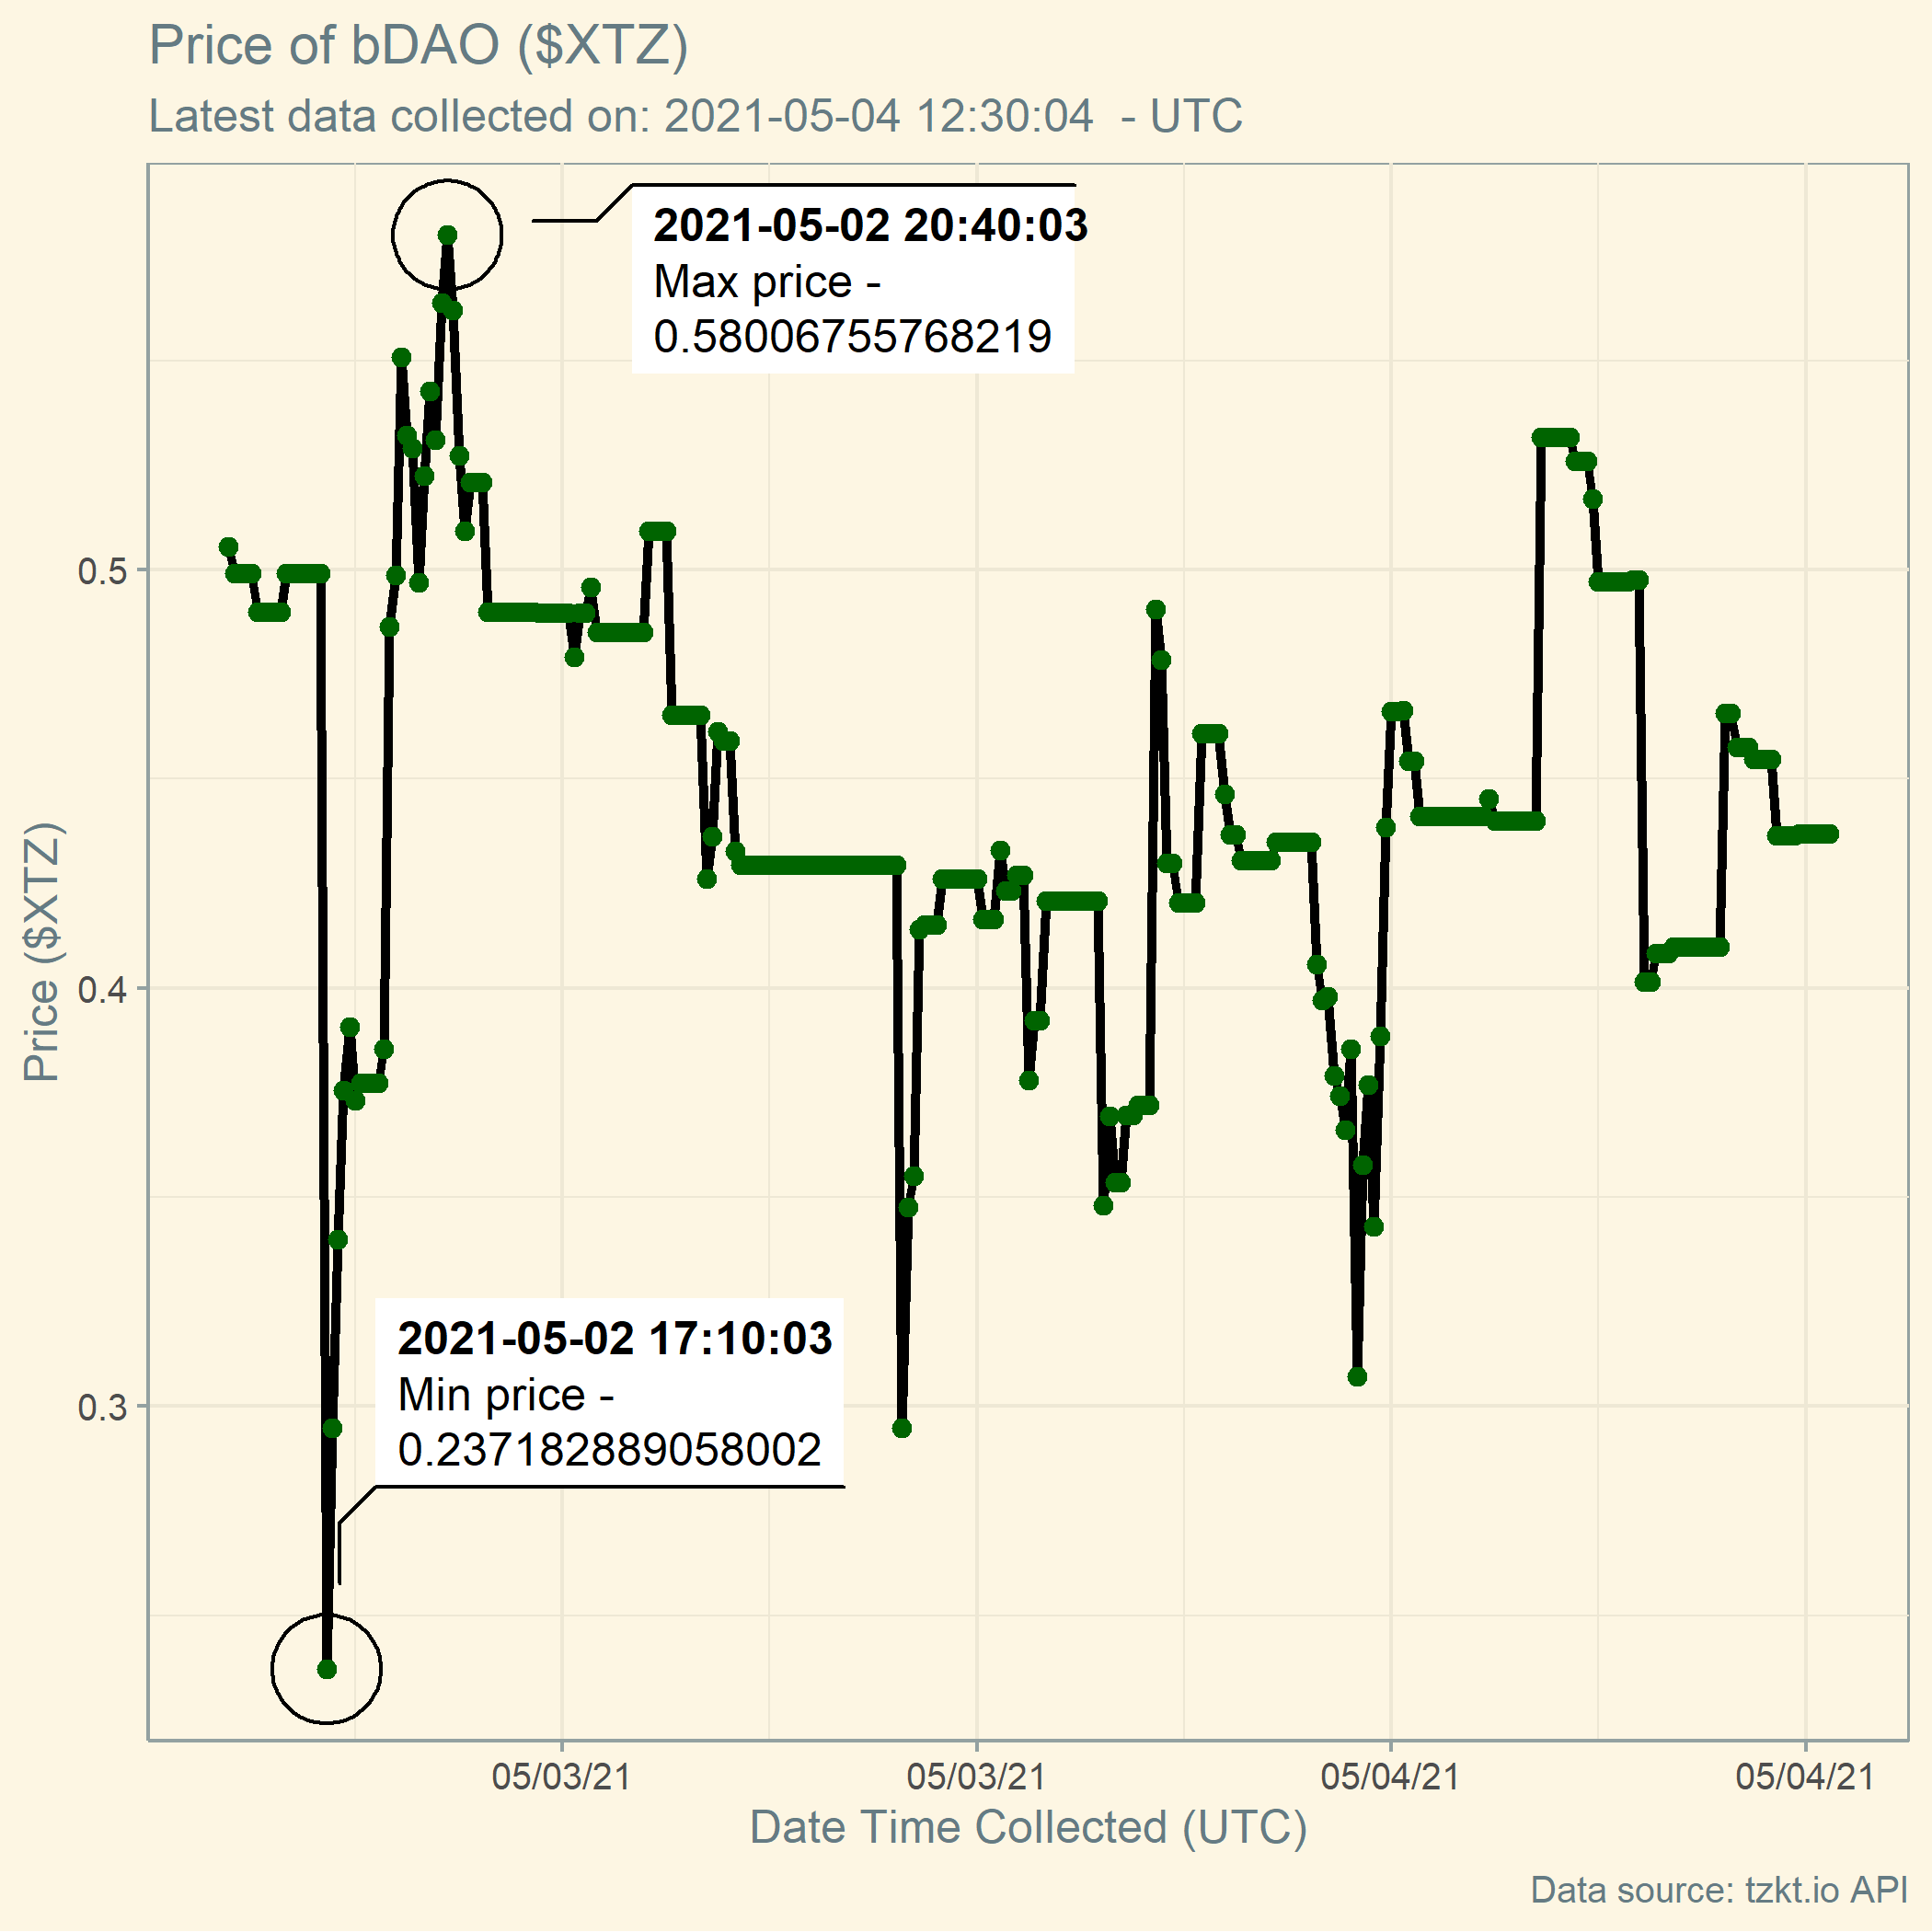 Price of bDAO ($XTZ)
Latest data collected on: 2021-05-04 12:30:04  - UTC
2021-05-02 20:40:03
Max price -
0.58006755768219
0.5
0.4
0.3
Price ($XTZ)
2021-05-02 17:10:03
Min price -
0.237182889058002
05/03/21
05/03/21
05/04/21
05/04/21
Date Time Collected (UTC)
Data source: tzkt.io API